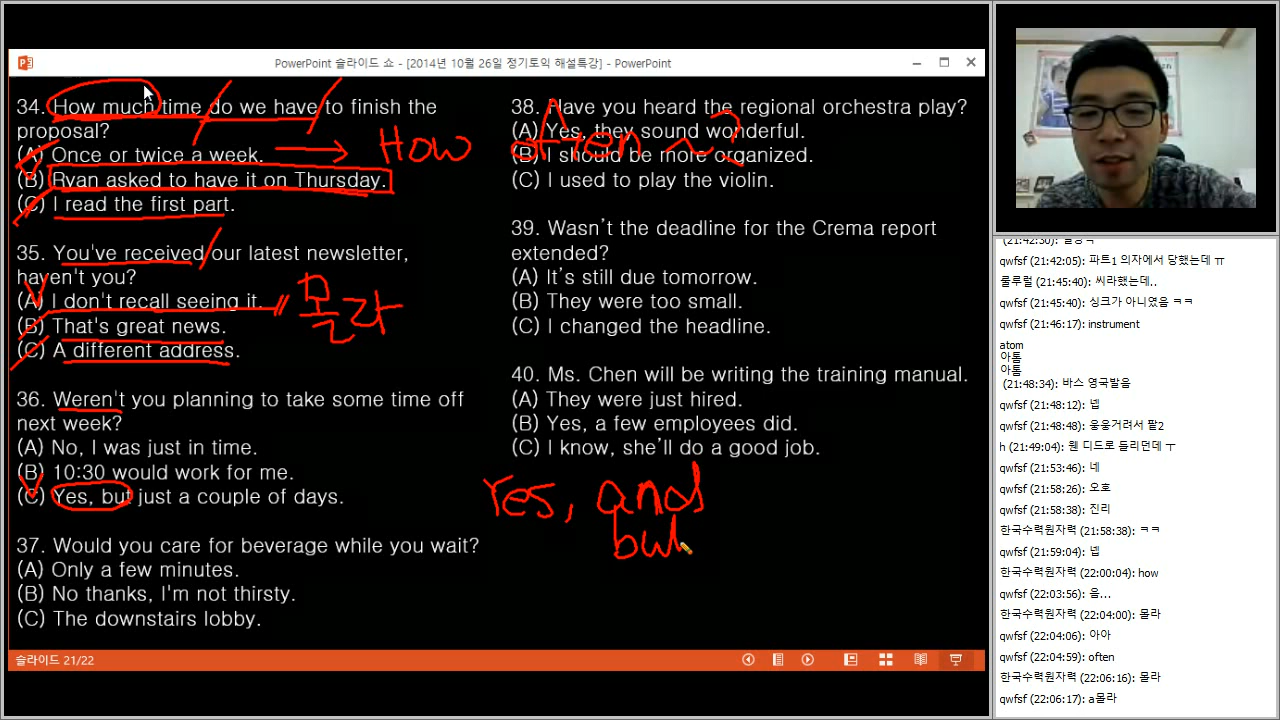 PowerPoint 슬라이드 쇼 - [2014년 10월 26일 정기토익 해설특강] - PowerPoint
34. How much time do we have to finish the
proposal?
(A) Once or twice a week.
(B) Ryan asked to have it on Thursday.
(C) I read the first part.
How often ~?
35. You've received our latest newsletter,
haven't you?
(A) I don't recall seeing it.
(B) That's great news.
(C) A different address.
몰라
36. Weren't you planning to take some time off
next week?
(A) No, I was just in time.
(B) 10:30 would work for me.
(C) Yes, but just a couple of days.
37. Would you care for beverage while you wait?
(A) Only a few minutes.
(B) No thanks, I'm not thirsty.
(C) The downstairs lobby.
38. Have you heard the regional orchestra play?
(A) Yes, they sound wonderful.
(B) I should be more organized.
(C) I used to play the violin.
39. Wasn't the deadline for the Crema report
extended?
(A) It's still due tomorrow.
(B) They were too small.
(C) I changed the headline.
40. Ms. Chen will be writing the training manual.
(A) They were just hired.
(B) Yes, a few employees did.
(C) I know, she'll do a good job.
Yes, and
but
슬라이드 21/22
qwfsf (21:42:05): 파트1 의자에서 당했는데 ㅠ
(21:45:40): 씨라했는데..
qwfsf (21:45:40): 싱크가 아니였음 ㅋㅋ
qwfsf (21:46:17): instrument
atom
아톰
아톰
(21:48:34): 바스 영국발음
qwfsf (21:48:12): 넵
qwfsf (21:48:48): 웅웅거려서 팔2
h (21:49:04): 웬 디드로 들리던데 ㅜ
qwfsf (21:53:46): 네
qwfsf (21:58:26): 오호
qwfsf (21:58:38): 진리
한국수력원자력 (21:58:38): ㅋㅋ
qwfsf (21:59:04): 넵
한국수력원자력 (22:00:04): how
qwfsf (22:03:56): 음...
한국수력원자력 (22:04:00): 몰라
qwfsf (22:04:06): 아아
qwfsf (22:04:59): often
한국수력원자력 (22:06:16): 몰라
qwfsf (22:06:17): a몰라